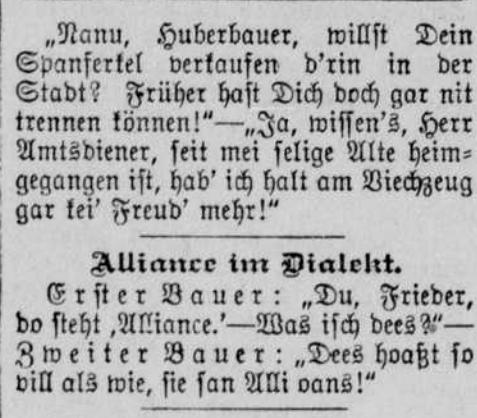 „Nanu, Huberbauer, willst Dein
Spanferkel verkaufen d'rin in der
Stadt? Früher hast Dich doch gar nit
trennen können!“—„Ja, wissen's, Herr
Amtsdiener, seit mei selige Alte heim=
gegangen ist, hab' ich halt am Viechzeug
gar kei' Freud' mehr!“
Alliance im Dialekt.
Erster Bauer: „Du, Frieder,
do steht ‚Alliance.'—Was isch dees?“—
Zweiter Bauer: „Dees hoaßt so
vill als wie, sie san Alli oans!“